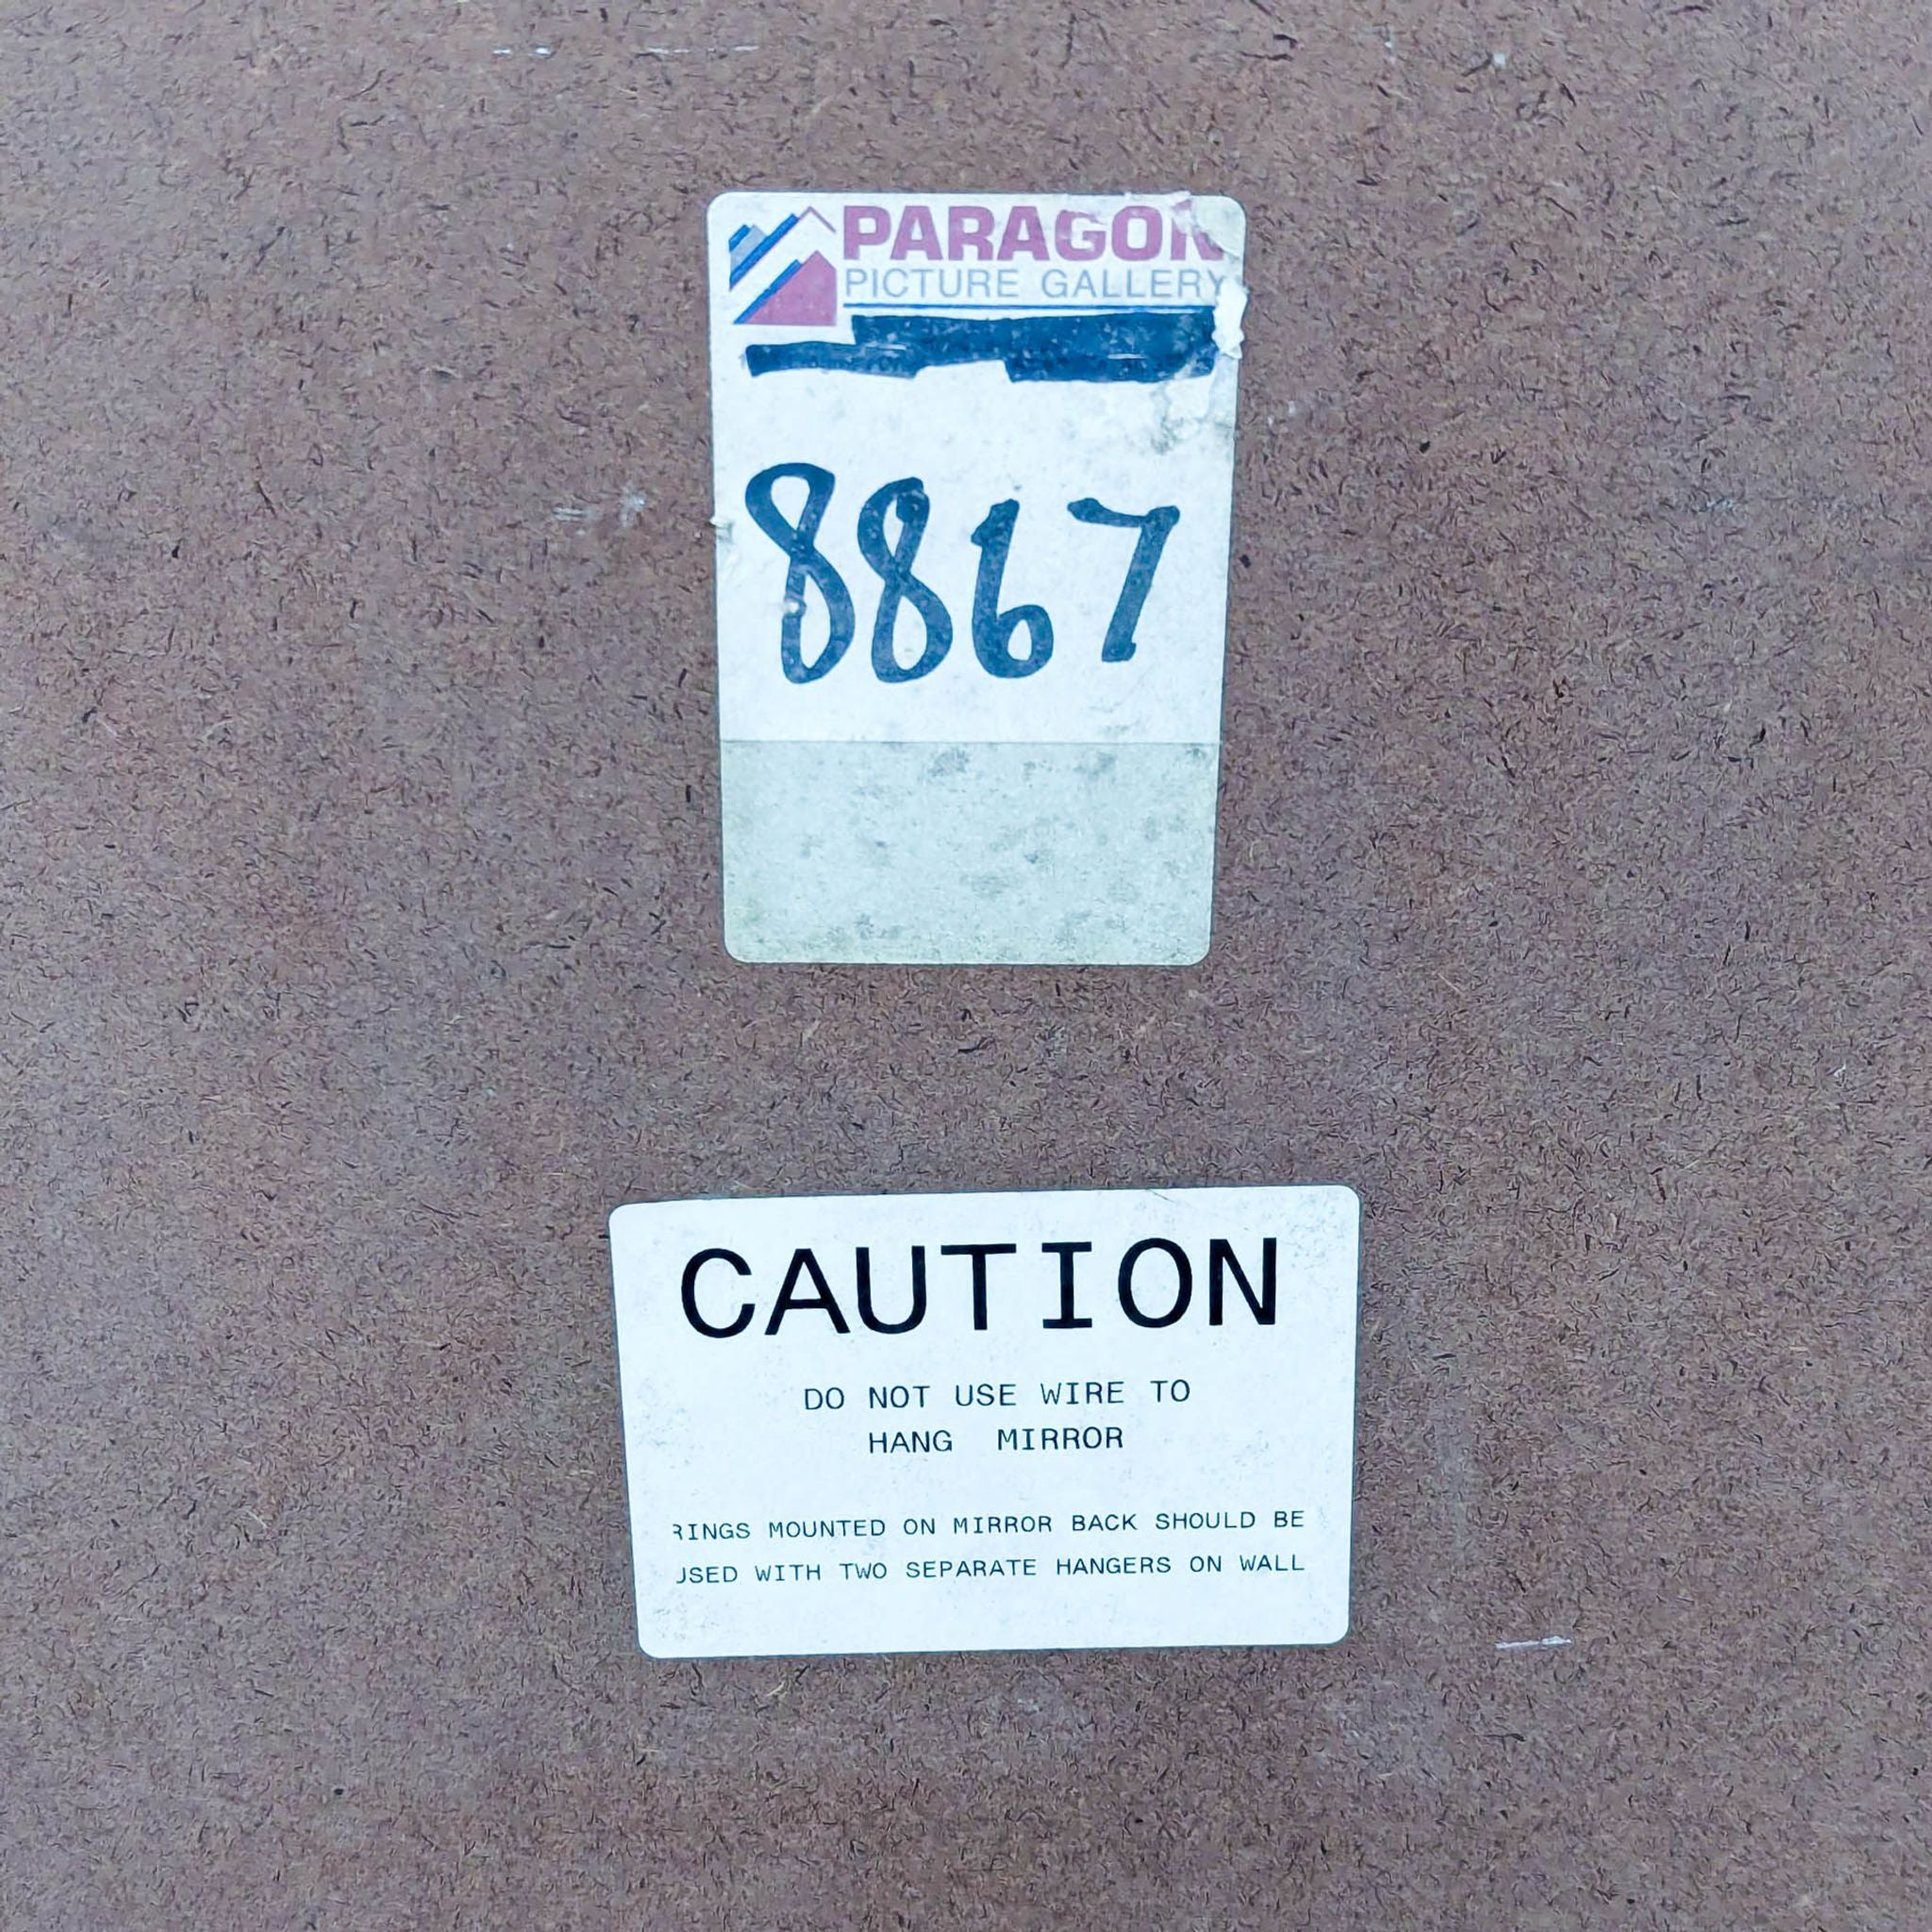 PARAGON
PICTURE GALLERY
8867
CAUTION
DO NOT USE WIRE TO
HANG MIRROR
RINGS MOUNTED ON MIRROR BACK SHOULD BE
USED WITH TWO SEPARATE HANGERS ON WALL